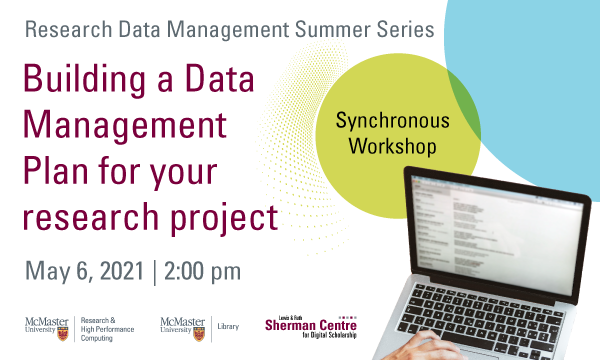 Research Data Management Summer Series
Building a Data
Management
Plan for your
research project
Synchronous
Workshop
May 6, 2021 | 2:00 pm
McMaster
University
Research &
High Performance
Computing
McMaster
University
Library
Lewis & Ruth
Sherman Centre
for Digital Scholarship